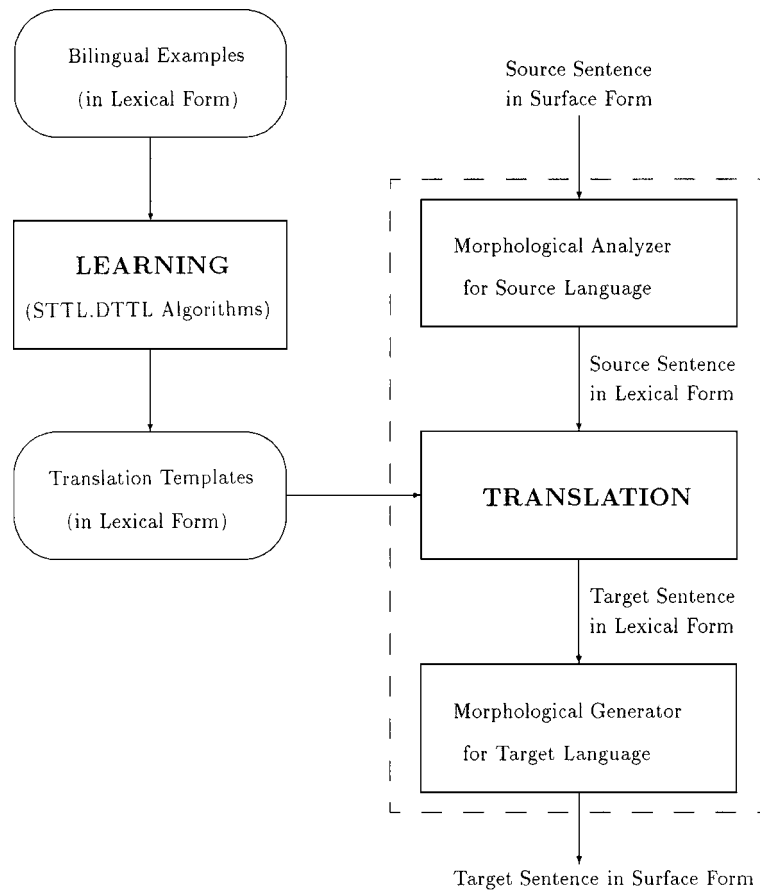 Bilingual Examples
(in Lexical Form)
LEARNING
(STTL.DTTL Algorithms)
Translation Templates
(in Lexical Form)
Source Sentence
in Surface Form
Morphological Analyzer
for Source Language
Source Sentence
in Lexical Form
TRANSLATION
Target Sentence
in Lexical Form
Morphological Generator
for Target Language
Target Sentence in Surface Form